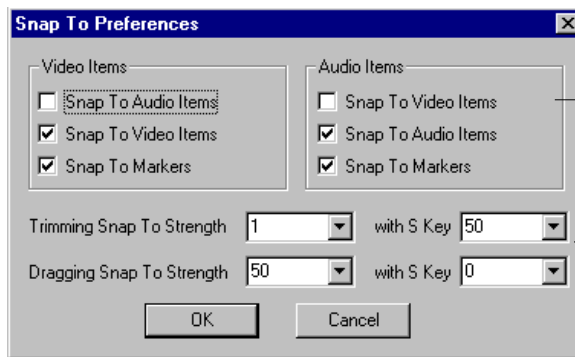 Snap To Preferences
Video Items
Snap To Audio Items
Snap To Video Items
Snap To Markers
Audio Items
Snap To Video Items
Snap To Audio Items
Snap To Markers
Trimming Snap To Strength 1 with S Key 50
Dragging Snap To Strength 50 with S Key 0
OK Cancel